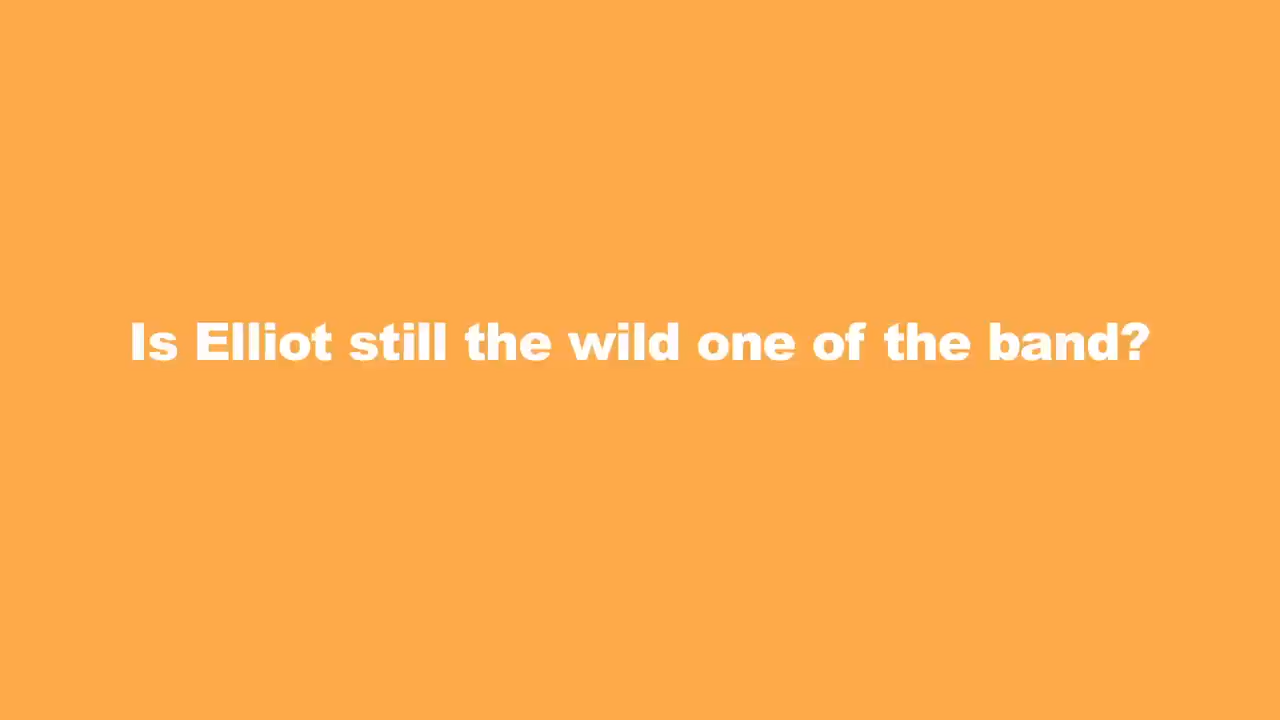 Is Elliot still the wild one of the band?